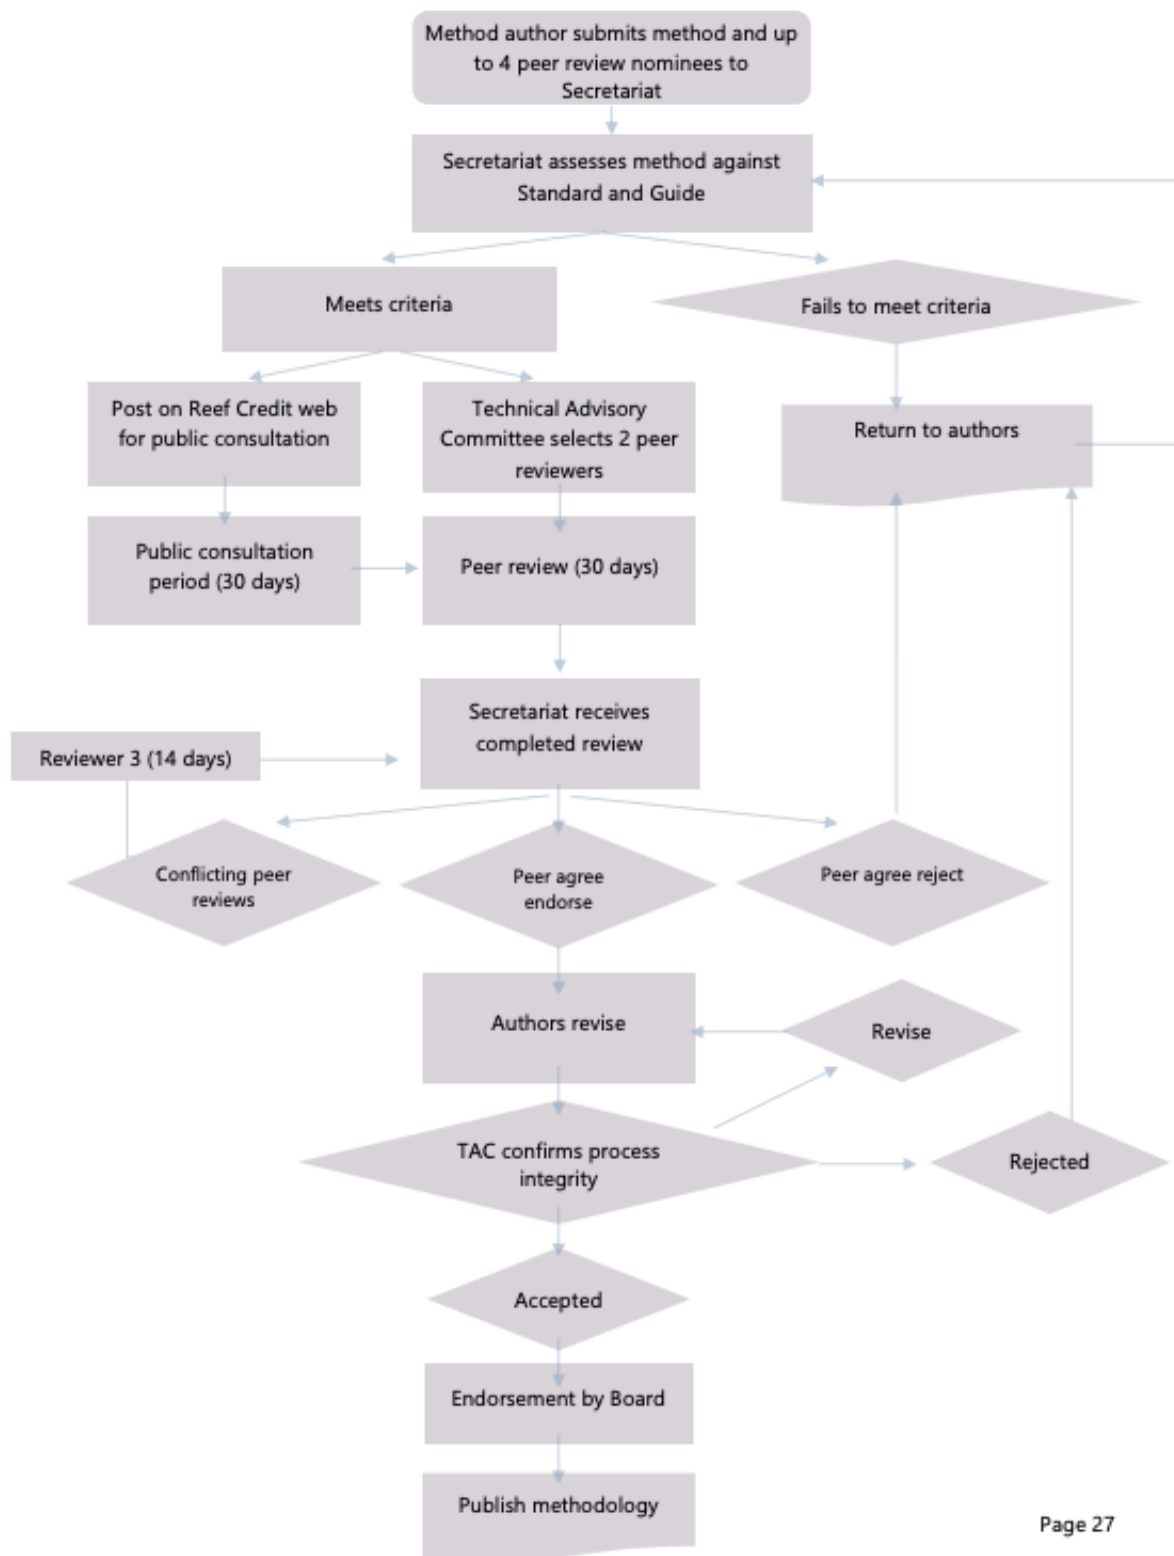 Method author submits method and up
to 4 peer review nominees to
Secretariat
Secretariat assesses method against
Standard and Guide
Meets criteria
Fails to meet criteria
Post on Reef Credit web
for public consultation
Technical Advisory
Committee selects 2 peer
reviewers
Return to authors
Public consultation
period (30 days)
Peer review (30 days)
Secretariat receives
completed review
Reviewer 3 (14 days)
Conflicting peer
reviews
Peer agree
endorse
Peer agree reject
Authors revise
Revise
TAC confirms process
integrity
Rejected
Accepted
Endorsement by Board
Publish methodology
Page 27